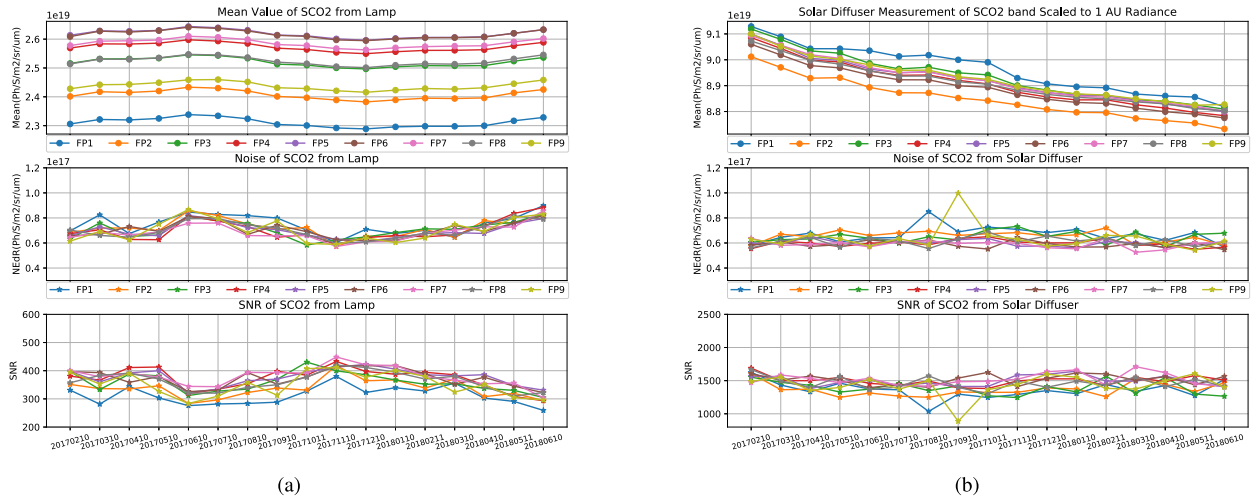 1e19
Mean Value of SCO2 from Lamp
Mean(Ph/S/m2/sr/um)
2.6
2.5
2.4
2.3
FP1 FP2 FP3 FP4 FP5 FP6 FP7 FP8 FP9
1e17
Noise of SCO2 from Lamp
NEdR(Ph/S/m2/sr/um)
1.2
1.0
0.8
0.6
0.4
FP1 FP2 FP3 FP4 FP5 FP6 FP7 FP8 FP9
SNR of SCO2 from Lamp
SNR
600
500
400
300
200
20170210 20170310 20170410 20170510 20170610 20170710 20170810 20170910 20171011 20171110 20171210 20180110 20180211 20180310 20180410 20180511 20180610
(a)
1e19
Solar Diffuser Measurement of SCO2 band Scaled to 1 AU Radiance
Mean(Ph/S/m2/sr/um)
9.1
9.0
8.9
8.8
FP1 FP2 FP3 FP4 FP5 FP6 FP7 FP8 FP9
1e17
Noise of SCO2 from Solar Diffuser
NEdR(Ph/S/m2/sr/um)
1.2
1.0
0.8
0.6
0.4
FP1 FP2 FP3 FP4 FP5 FP6 FP7 FP8 FP9
SNR of SCO2 from Solar Diffuser
SNR
2500
2000
1500
1000
20170210 20170310 20170410 20170510 20170610 20170710 20170810 20170910 20171011 20171110 20171210 20180110 20180211 20180310 20180410 20180511 20180610
(b)